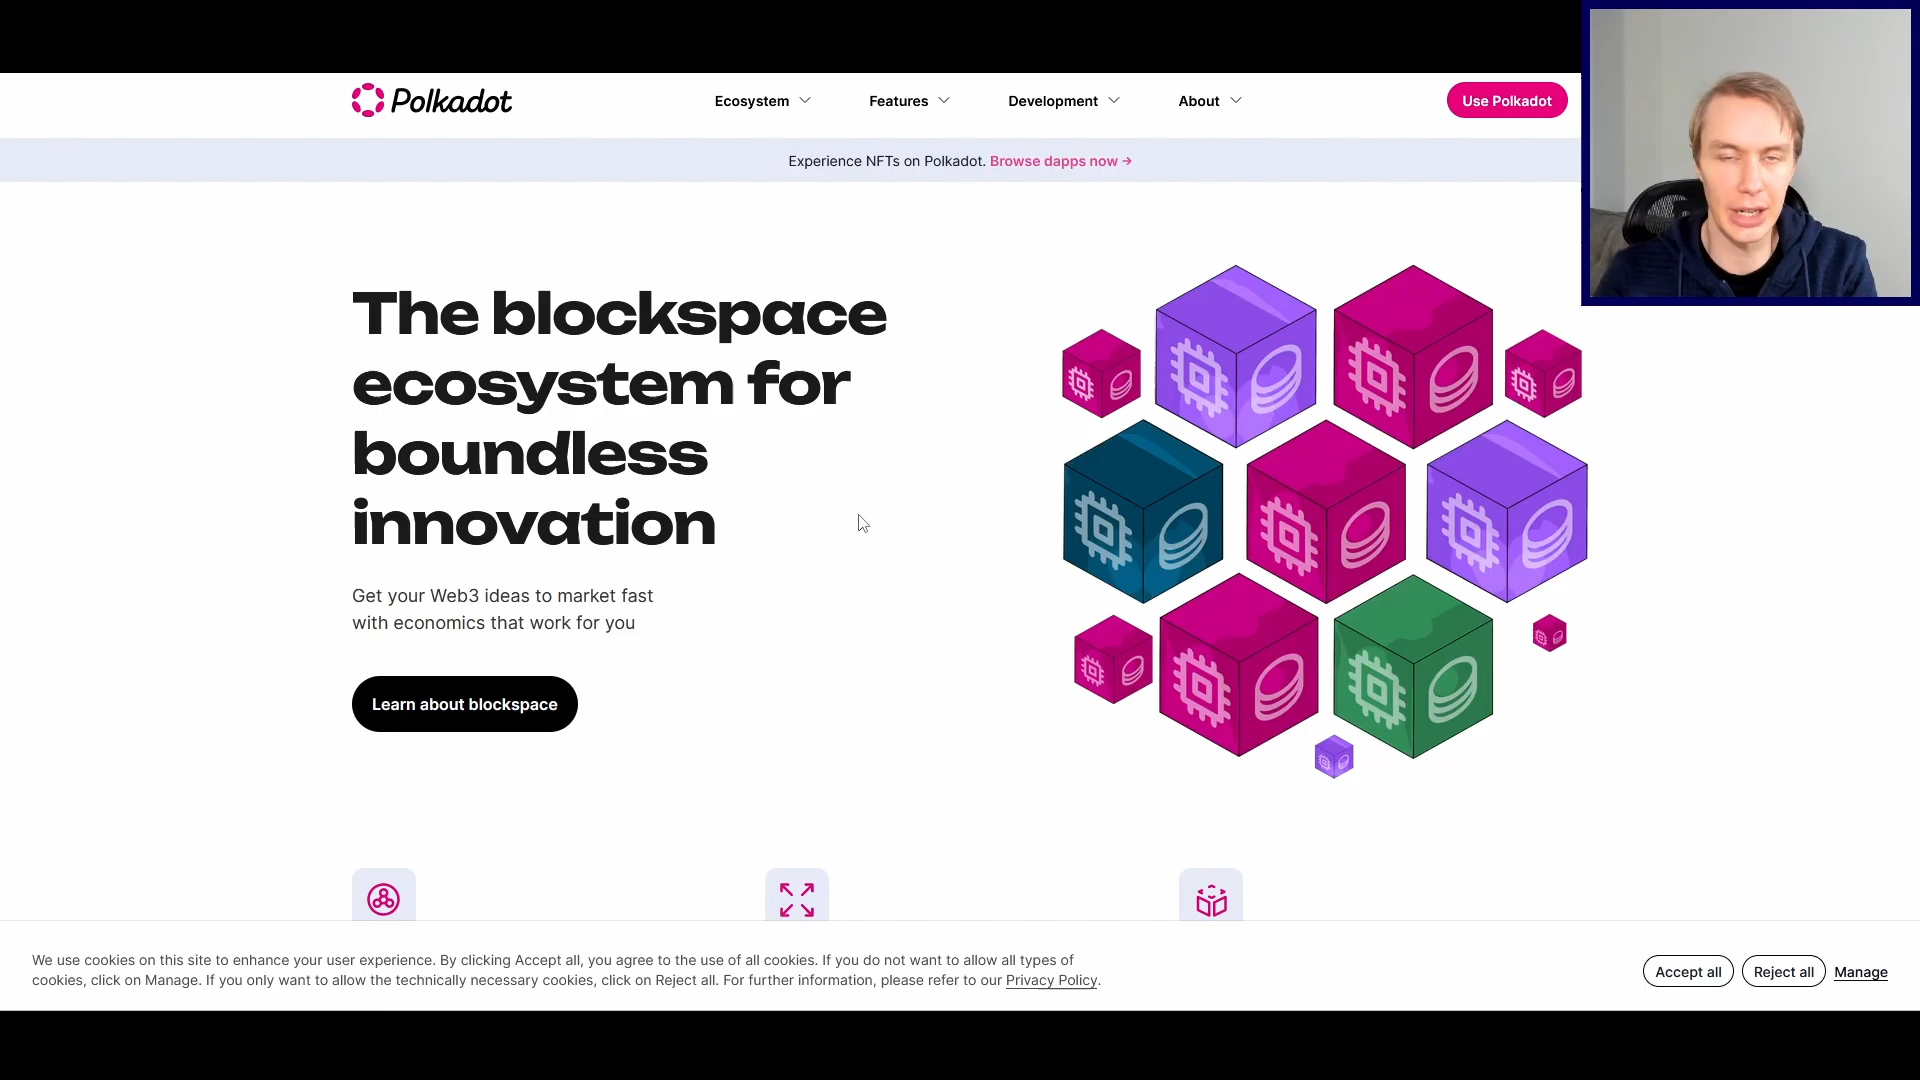 Polkadot
Ecosystem
Features
Development
About
Use Polkadot
Experience NFTs on Polkadot. Browse dapps now →
The blockspace
ecosystem for
boundless
innovation
Get your Web3 ideas to market fast
with economics that work for you
Learn about blockspace
We use cookies on this site to enhance your user experience. By clicking Accept all, you agree to the use of all cookies. If you do not want to allow all types of
cookies, click on Manage. If you only want to allow the technically necessary cookies, click on Reject all. For further information, please refer to our Privacy Policy.
Accept all
Reject all
Manage